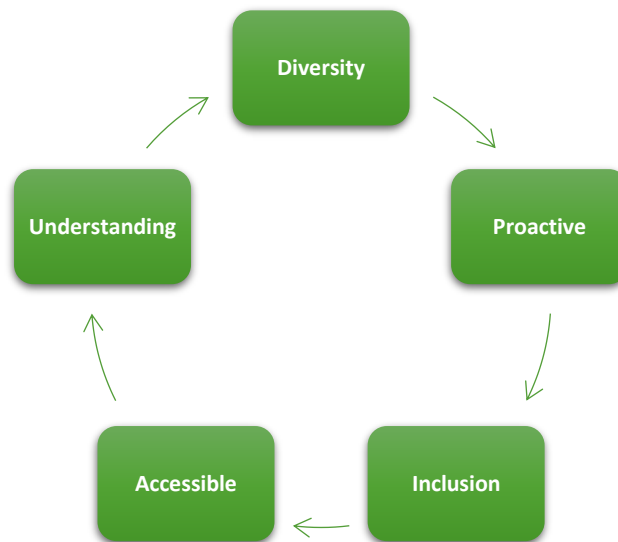 Diversity
Proactive
Inclusion
Accessible
Understanding